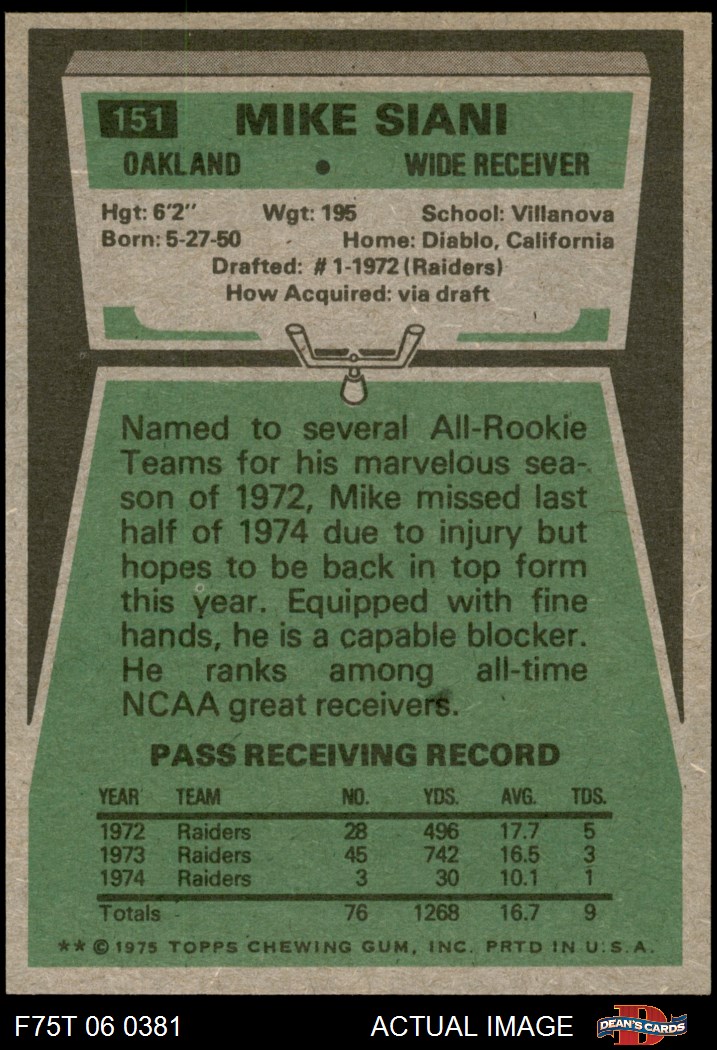 151 MIKE SIANI
OAKLAND • WIDE RECEIVER
Hgt: 6'2" Wgt: 195 School: Villanova
Born: 5-27-50 Home: Diablo, California
Drafted: #1-1972 (Raiders)
How Acquired: via draft
Named to several All-Rookie
Teams for his marvelous sea-
son of 1972, Mike missed last
half of 1974 due to injury but
hopes to be back in top form
this year. Equipped with fine
hands, he is a capable blocker.
He ranks among all-time
NCAA great receivers.
PASS RECEIVING RECORD
YEAR TEAM NO. YDS. AVG. TDS.
1972 Raiders 28 496 17.7 5
1973 Raiders 45 742 16.5 3
1974 Raiders 3 30 10.1 1
Totals 76 1268 16.7 9
** © 1975 TOPPS CHEWING GUM, INC. PRTD IN U.S.A.
F75T 06 0381 ACTUAL IMAGE D DEAN'S CARDS